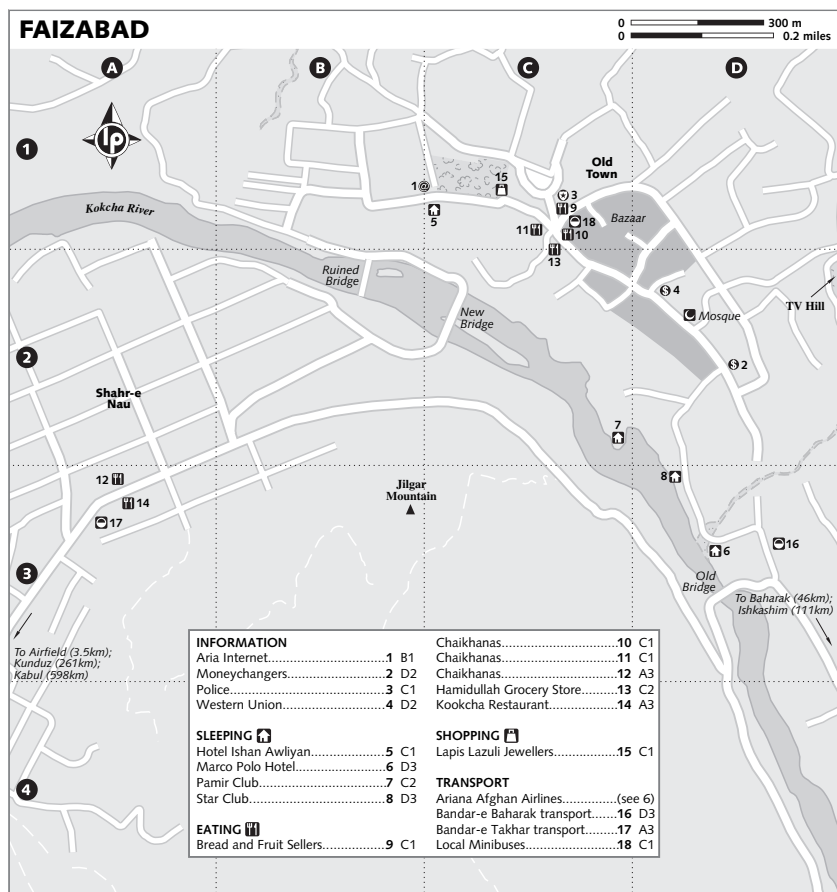 FAIZABAD
0 300 m
0 0.2 miles
A B C D
1
lp
Old
Town
1@
15
3
9
18
10
11
5
13
Bazaar
Kokcha River
Ruined
Bridge
New
Bridge
$ 4
TV Hill
Mosque
2
$ 2
Shahr-e
Nau
7
8
12
14
17
Jilgar
Mountain
6
16
3
Old
Bridge
To Baharak (46km);
Ishkashim (111km)
To Airfield (3.5km);
Kunduz (261km);
Kabul (598km)
4
INFORMATION
Aria Internet..................................1 B1
Moneychangers..............................2 D2
Police.............................................3 C1
Western Union...............................4 D2
SLEEPING
Hotel Ishan Awliyan........................5 C1
Marco Polo Hotel...........................6 D3
Pamir Club.....................................7 C2
Star Club........................................8 D3
EATING
Bread and Fruit Sellers....................9 C1
Chaikhanas...................................10 C1
Chaikhanas...................................11 C1
Chaikhanas...................................12 A3
Hamidullah Grocery Store.............13 C2
Kookcha Restaurant......................14 A3
SHOPPING
Lapis Lazuli Jewellers.....................15 C1
TRANSPORT
Ariana Afghan Airlines.............(see 6)
Bandar-e Baharak transport..........16 D3
Bandar-e Takhar transport............17 A3
Local Minibuses............................18 C1